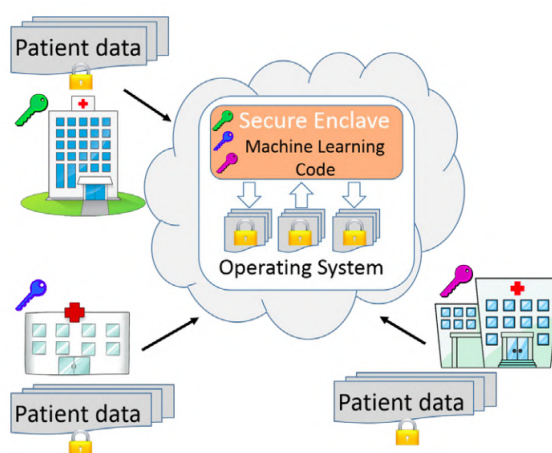 Patient data
Secure Enclave
Machine Learning
Code
Operating System
Patient data
Patient data